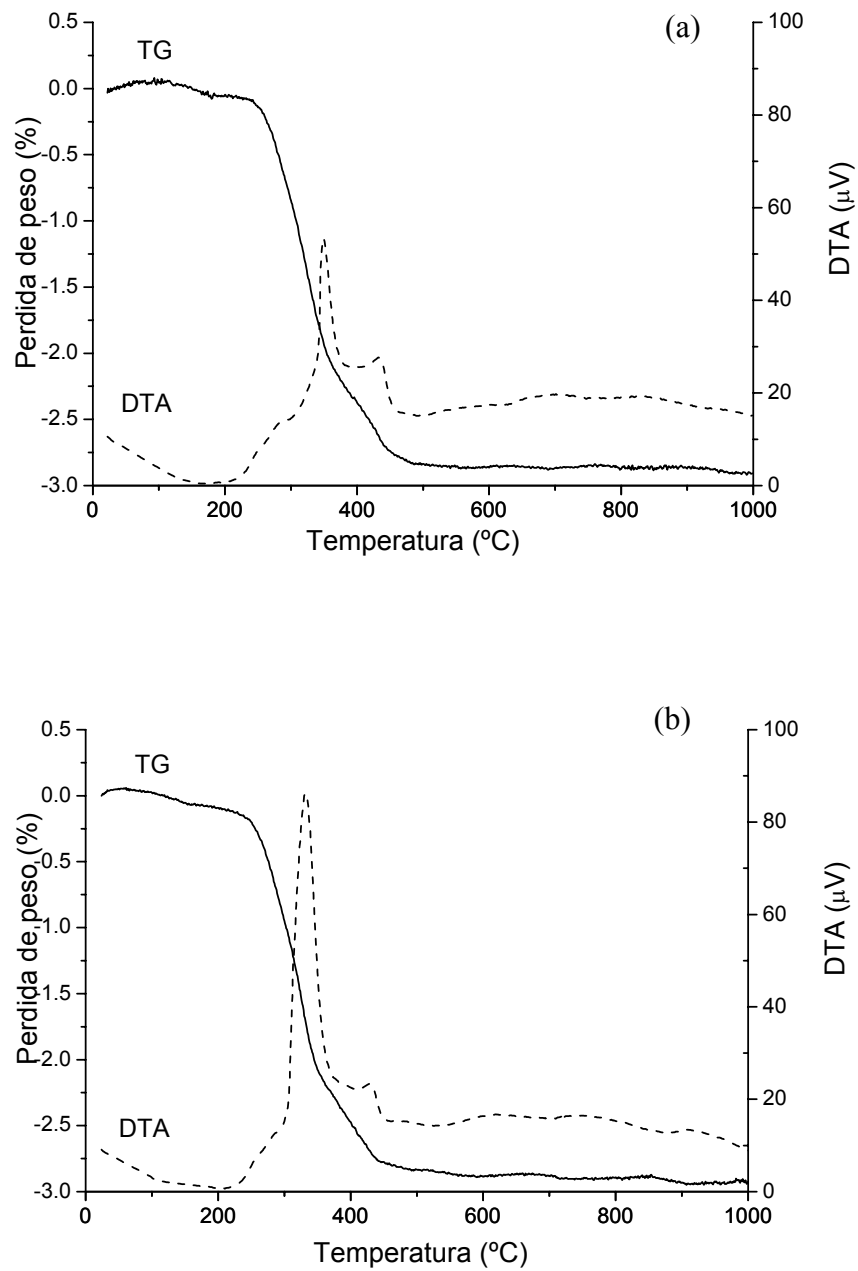 (a)
TG
DTA
Perdida de peso (%)
0.5
0.0
-0.5
-1.0
-1.5
-2.0
-2.5
-3.0
0 200 400 600 800 1000
Temperatura (ºC)
100
80
60
40
20
0
DTA (μV)
(b)
TG
DTA
Perdida de peso (%)
0.5
0.0
-0.5
-1.0
-1.5
-2.0
-2.5
-3.0
0 200 400 600 800 1000
Temperatura (ºC)
100
80
60
40
20
0
DTA (μV)